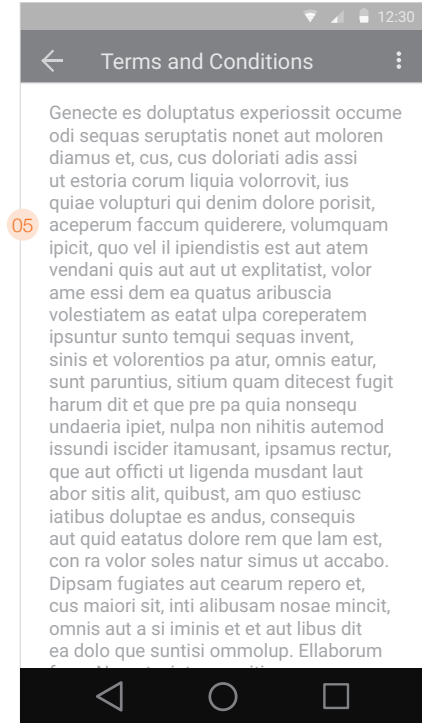 12:30
Terms and Conditions
Genecte es doluptatus experiossit occume
odi sequas seruptatis nonet aut moloren
diamus et, cus, cus doloriati adis assi
ut estoria corum liquia volorrovit, ius
quiae volupturi qui denim dolore porisit,
05
aceperum faccum quiderere, volumquam
ipicit, quo vel il ipiendistis est aut atem
vendani quis aut aut ut explitatist, volor
ame essi dem ea quatus aribuscia
volestiatem as eatat ulpa coreperatem
ipsuntur sunto temqui sequas invent,
sinis et volorentios pa atur, omnis eatur,
sunt paruntius, sitium quam ditecest fugit
harum dit et que pre pa quia nonsequ
undaeria ipiet, nulpa non nihitis autemod
issundi iscider itamusant, ipsamus rectur,
que aut officti ut ligenda musdant laut
abor sitis alit, quibust, am quo estiusc
iatibus doluptae es andus, consequis
aut quid eatatus dolore rem que lam est,
con ra volor soles natur simus ut accabo.
Dipsam fugiates aut cearum repero et,
cus maiori sit, inti alibusam nosae mincit,
omnis aut a si iminis et et aut libus dit
ea dolo que suntisi ommolup. Ellaborum